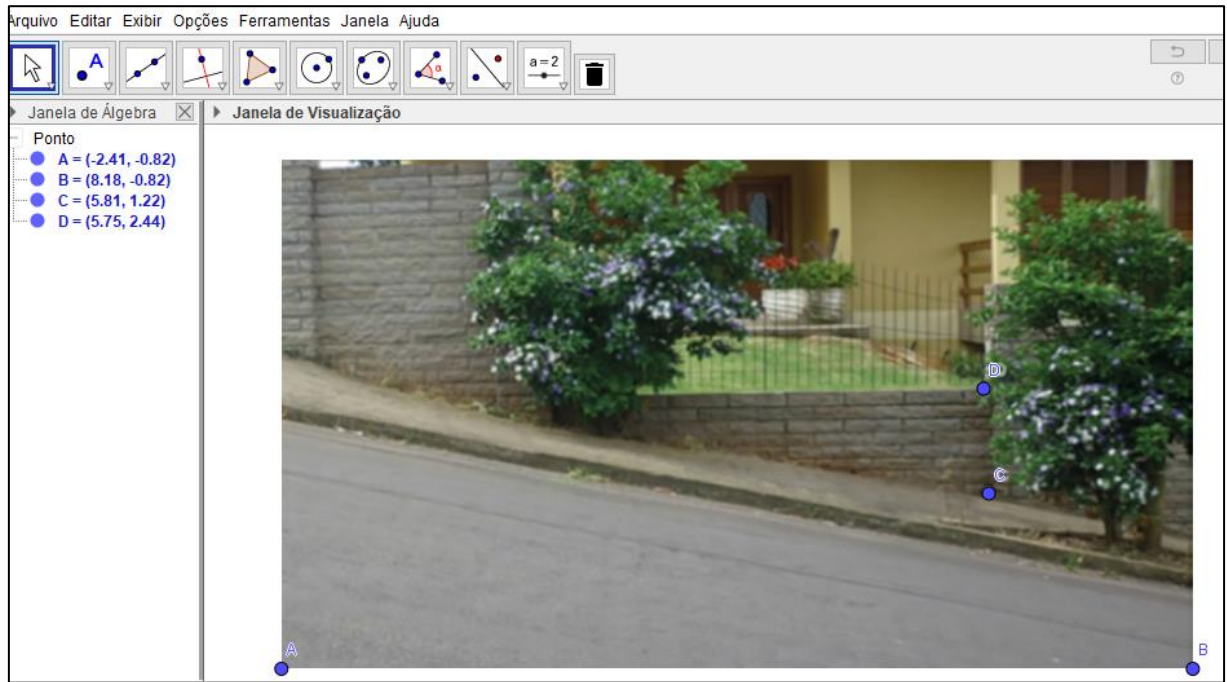 Arquivo Editar Exibir Opções Ferramentas Janela Ajuda
A
α
a = 2
Janela de Álgebra
Janela de Visualização
Ponto
A = (-2.41, -0.82)
B = (8.18, -0.82)
C = (5.81, 1.22)
D = (5.75, 2.44)
D
C
A
B